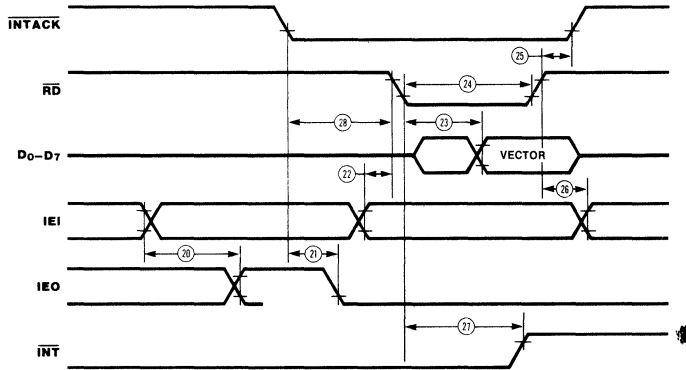 INTACK
25
RD
24
28
23
D0–D7
VECTOR
22
26
IEI
20
21
IEO
27
INT